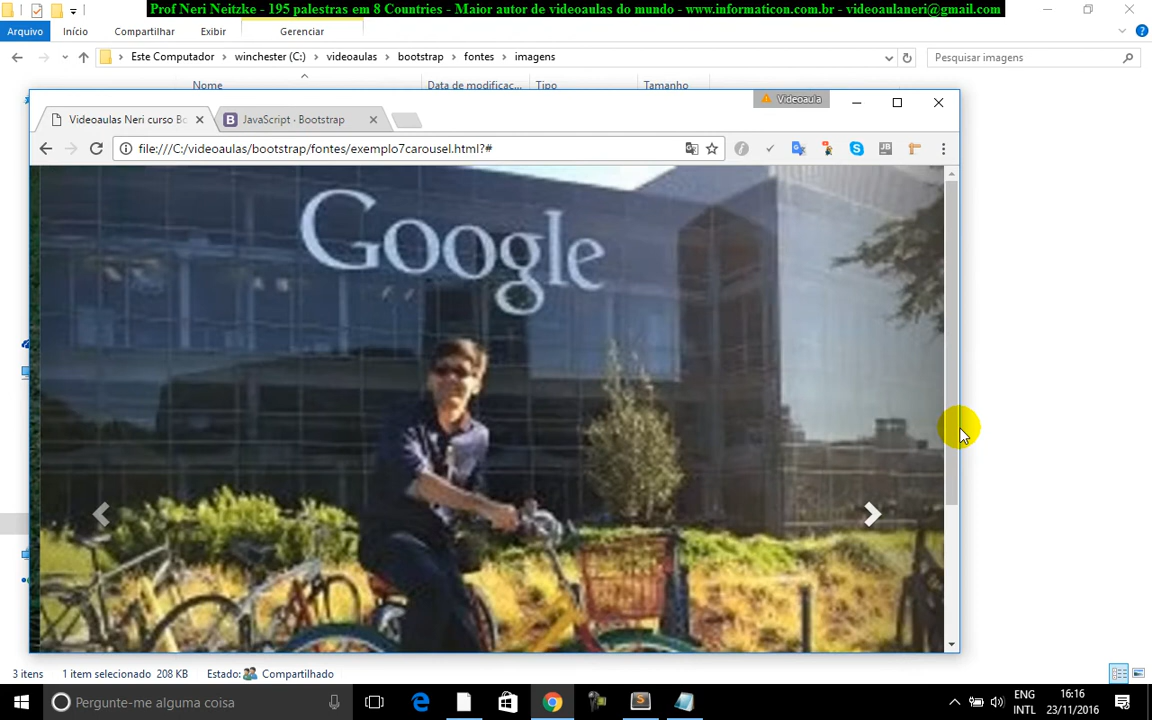 Prof Neri Neitzke - 195 palestras em 8 Countries - Maior autor de videoaulas do mundo - www.informaticon.com.br - videoaulaneri@gmail.com
Arquivo Início Compartilhar Exibir Gerenciar
Este Computador winchester (C:) videoaulas bootstrap fontes imagens Pesquisar imagens
Nome Data de modificaç... Tipo Tamanho
Videoaula
Videoaulas Neri curso Bo JavaScript · Bootstrap
file:///C:/videoaulas/bootstrap/fontes/exemplo7carousel.html?#
Google
3 itens 1 item selecionado 208 KB Estado: Compartilhado
Pergunte-me alguma coisa
ENG 16:16
INTL 23/11/2016